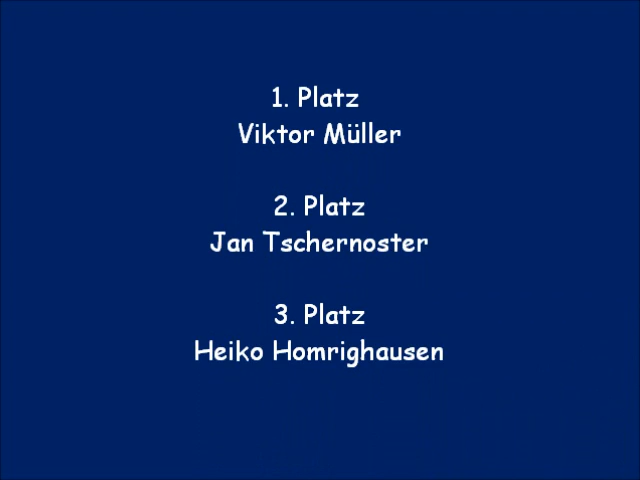 1. Platz
Viktor Müller
2. Platz
Jan Tschernoster
3. Platz
Heiko Homrighausen